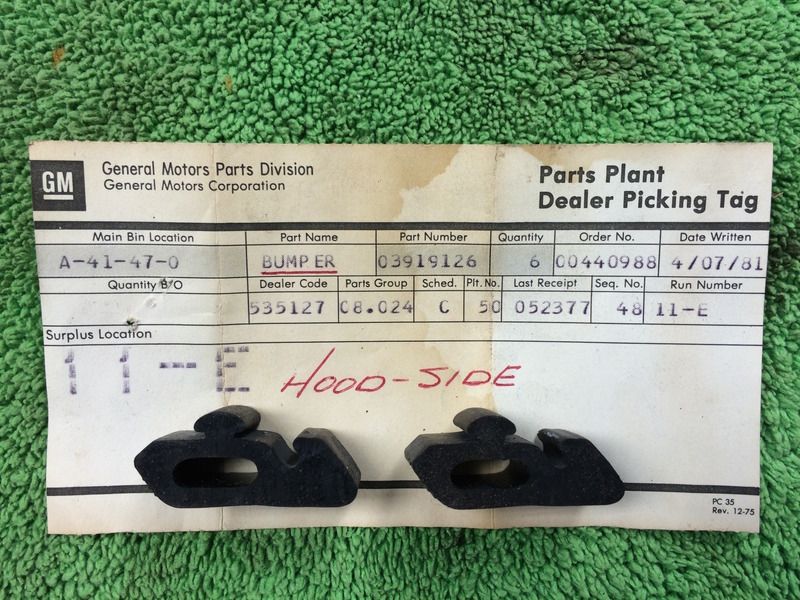 GM
General Motors Parts Division
General Motors Corporation
Parts Plant
Dealer Picking Tag
Main Bin Location Part Name Part Number Quantity Order No. Date Written
A-41-47-0 BUMPER 03919126 6 00440988 4/07/81
Quantity B/O Dealer Code Parts Group Sched. Plt. No. Last Receipt Seq. No. Run Number
535127 08.024 C 50 052377 48 11-E
Surplus Location
11-E HOOD-SIDE
PC 35
Rev. 12-75